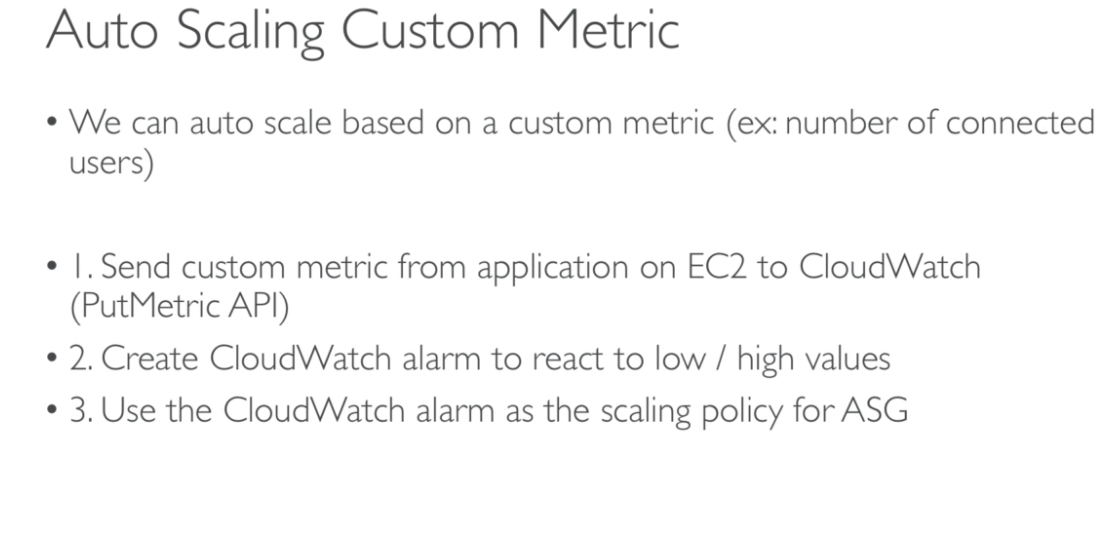 Auto Scaling Custom Metric
• We can auto scale based on a custom metric (ex: number of connected
users)
• 1. Send custom metric from application on EC2 to CloudWatch
(PutMetric API)
• 2. Create CloudWatch alarm to react to low / high values
• 3. Use the CloudWatch alarm as the scaling policy for ASG